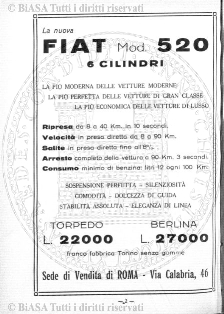 © BiASA Tutti i diritti riservati
La nuova
FIAT Mod. 520
6 CILINDRI
LA PIÙ MODERNA DELLE VETTURE MODERNE
LA PIÙ PERFETTA DELLE VETTURE DI GRAN CLASSE
LA PIÙ ECONOMICA DELLE VETTURE DI LUSSO
Ripresa da 8 a 40 Km. in 10 secondi.
Velocità in presa diretta da 8 a 90 Km.
Salite in presa diretta fino all'8%.
Arresto completo della vettura a 90 Km. 3 secondi.
Consumo minimo di benzina: litri 12 ogni 100 Km.
SOSPENSIONE PERFETTA - SILENZIOSITÀ
COMODITÀ - DOLCEZZA DI GUIDA
STABILITÀ ASSOLUTA - ELEGANZA DI LINEA
TORPEDO BERLINA
L. 22000 L. 27000
franco fabbrica Torino senza gomme
Sede di Vendita di ROMA - Via Calabria, 46
© BiASA Tutti i diritti riservati